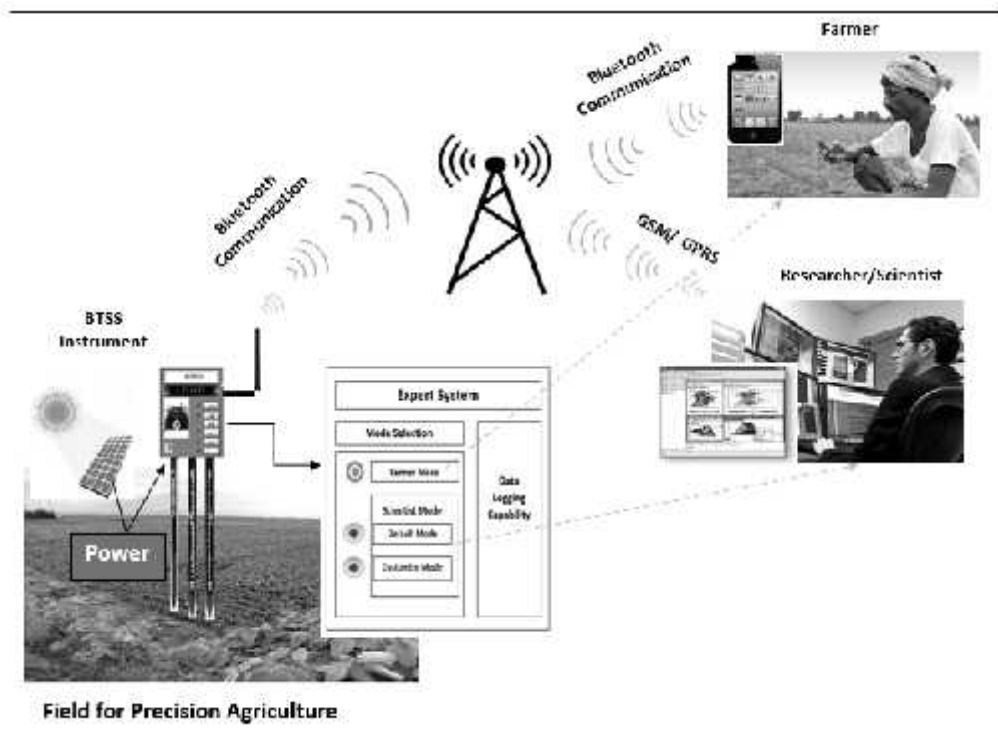 Farmer
Bluetooth
Communication
Bluetooth
Communication
GSM/ GPRS
Researcher/Scientist
BTSS
Instrument
Expert System
Mode Selection
Farmer Mode
Scientist Mode
Default Mode
Customize Mode
Data
Logging
Capability
Power
Field for Precision Agriculture